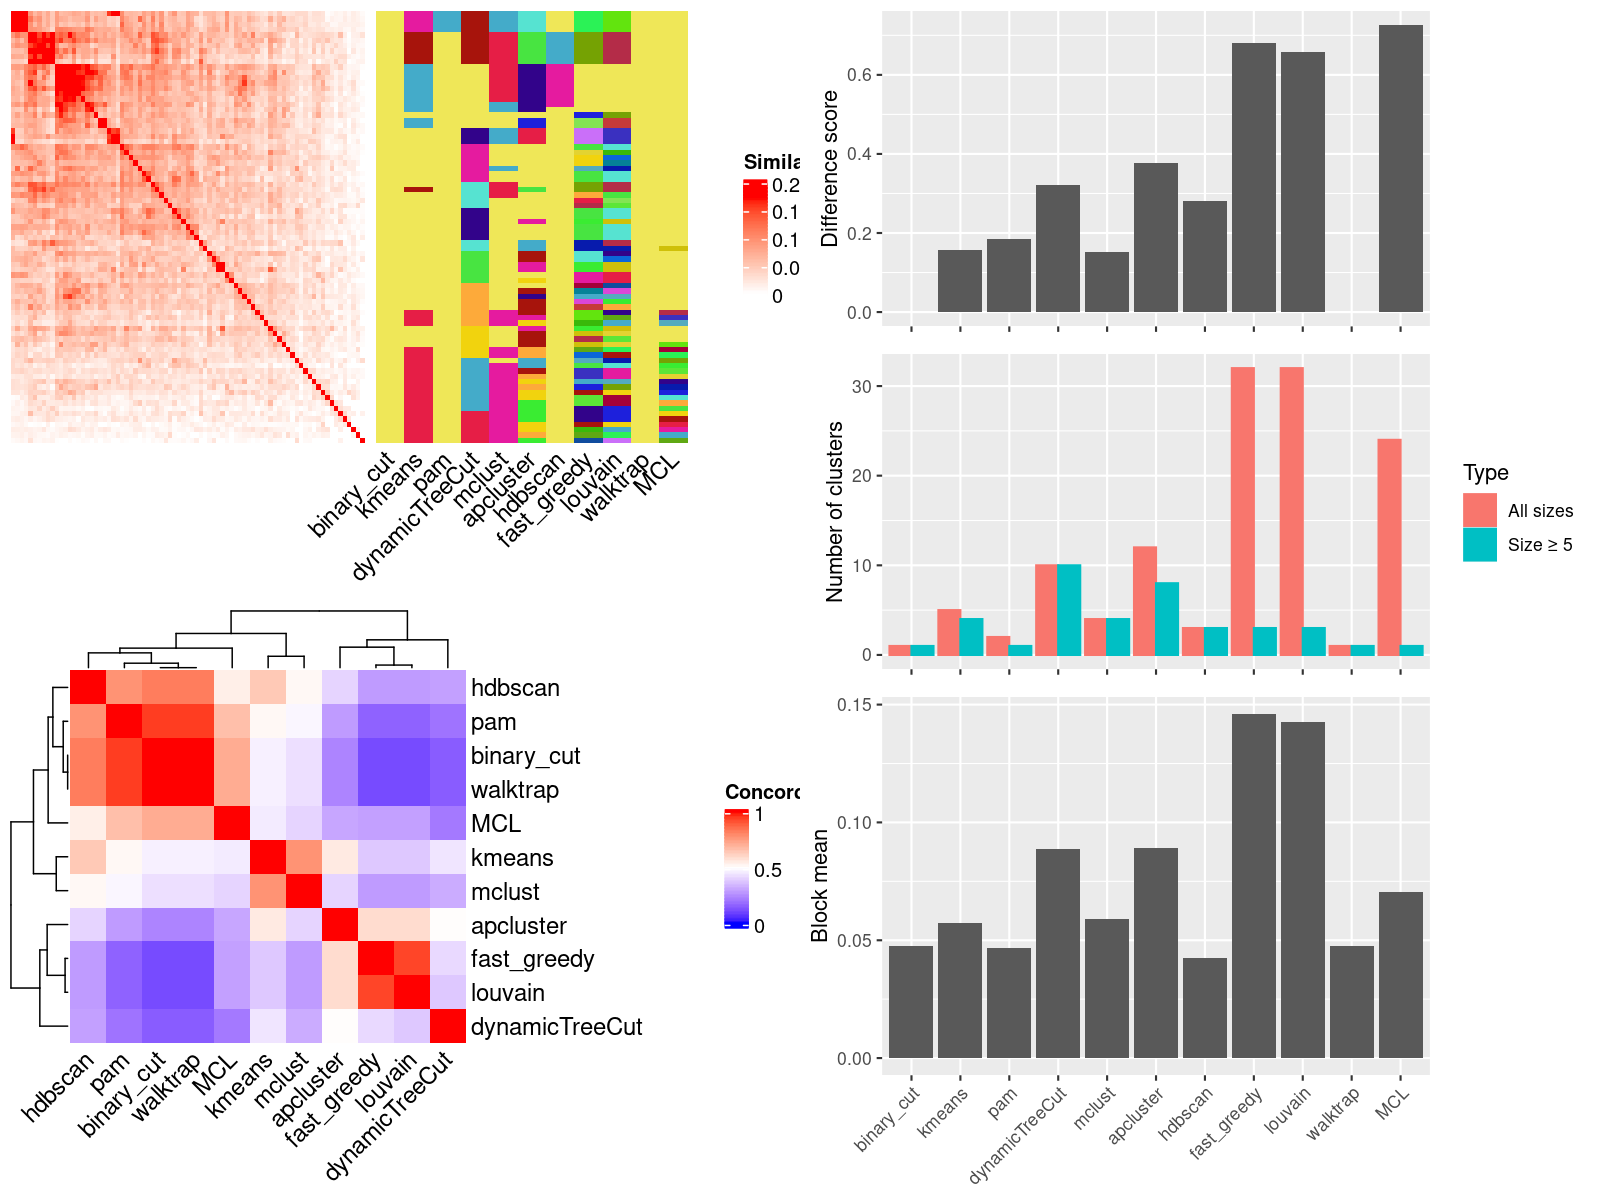 Simila
0.2
0.1
0.1
0.0
0
binary_cut
kmeans
pam
dynamicTreeCut
mclust
apcluster
hdbscan
fast_greedy
louvain
walktrap
MCL
hdbscan
pam
binary_cut
walktrap
MCL
kmeans
mclust
apcluster
fast_greedy
louvain
dynamicTreeCut
hdbscan
pam
binary_cut
walktrap
MCL
kmeans
mclust
apcluster
fast_greedy
louvain
dynamicTreeCut
Concord
1
0.5
0
Difference score
0.6
0.4
0.2
0.0
Number of clusters
30
20
10
0
Type
All sizes
Size ≥ 5
Block mean
0.15
0.10
0.05
0.00
binary_cut
kmeans
pam
dynamicTreeCut
mclust
apcluster
hdbscan
fast_greedy
louvain
walktrap
MCL